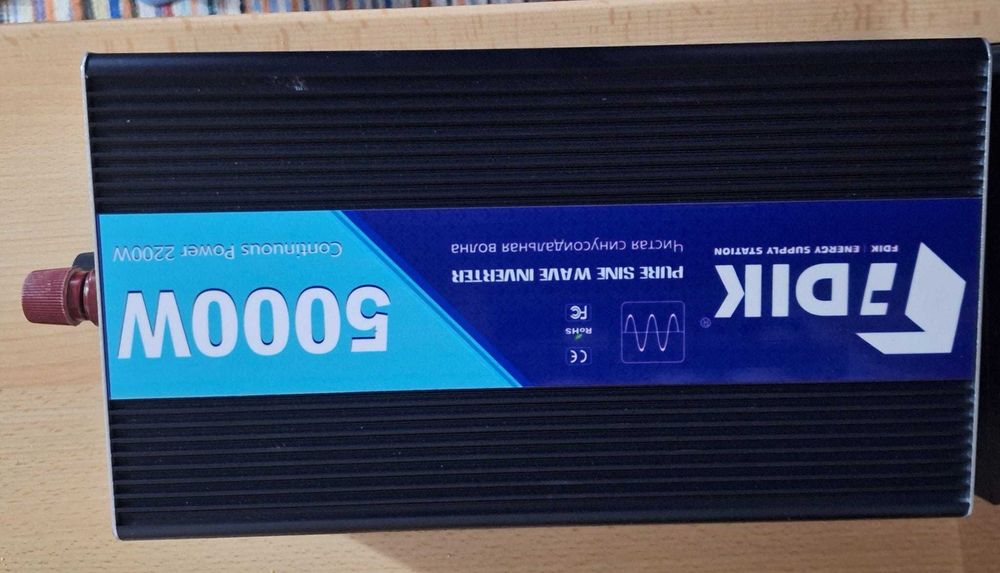 FDIK
®
FDIK | ENERGY SUPPLY STATION
CE
RoHS
FC
PURE SINE WAVE INVERTER
Чистая синусоидальная волна
5000W
Continuous Power 2200W